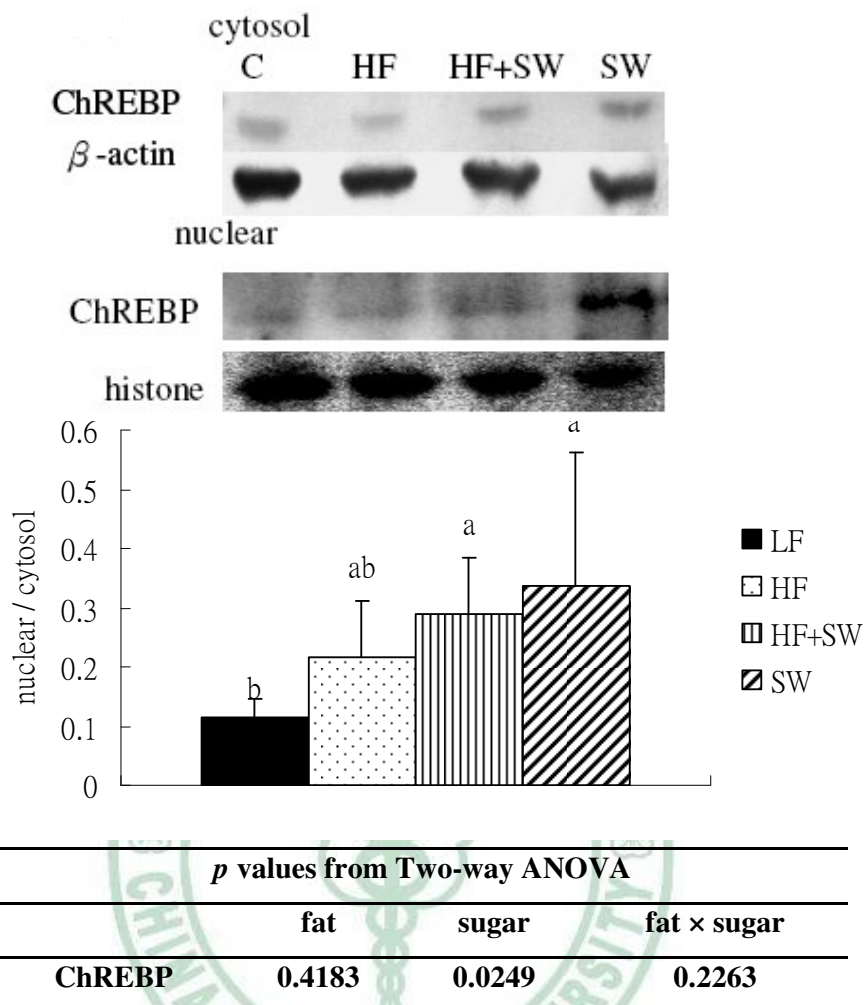 cytosol
C HF HF+SW SW
ChREBP
β-actin
nuclear
ChREBP
histone
0.6
0.5
0.4
0.3
0.2
0.1
0
nuclear / cytosol
b
ab
a
a
LF
HF
HF+SW
SW
p values from Two-way ANOVA
fat sugar fat × sugar
ChREBP 0.4183 0.0249 0.2263